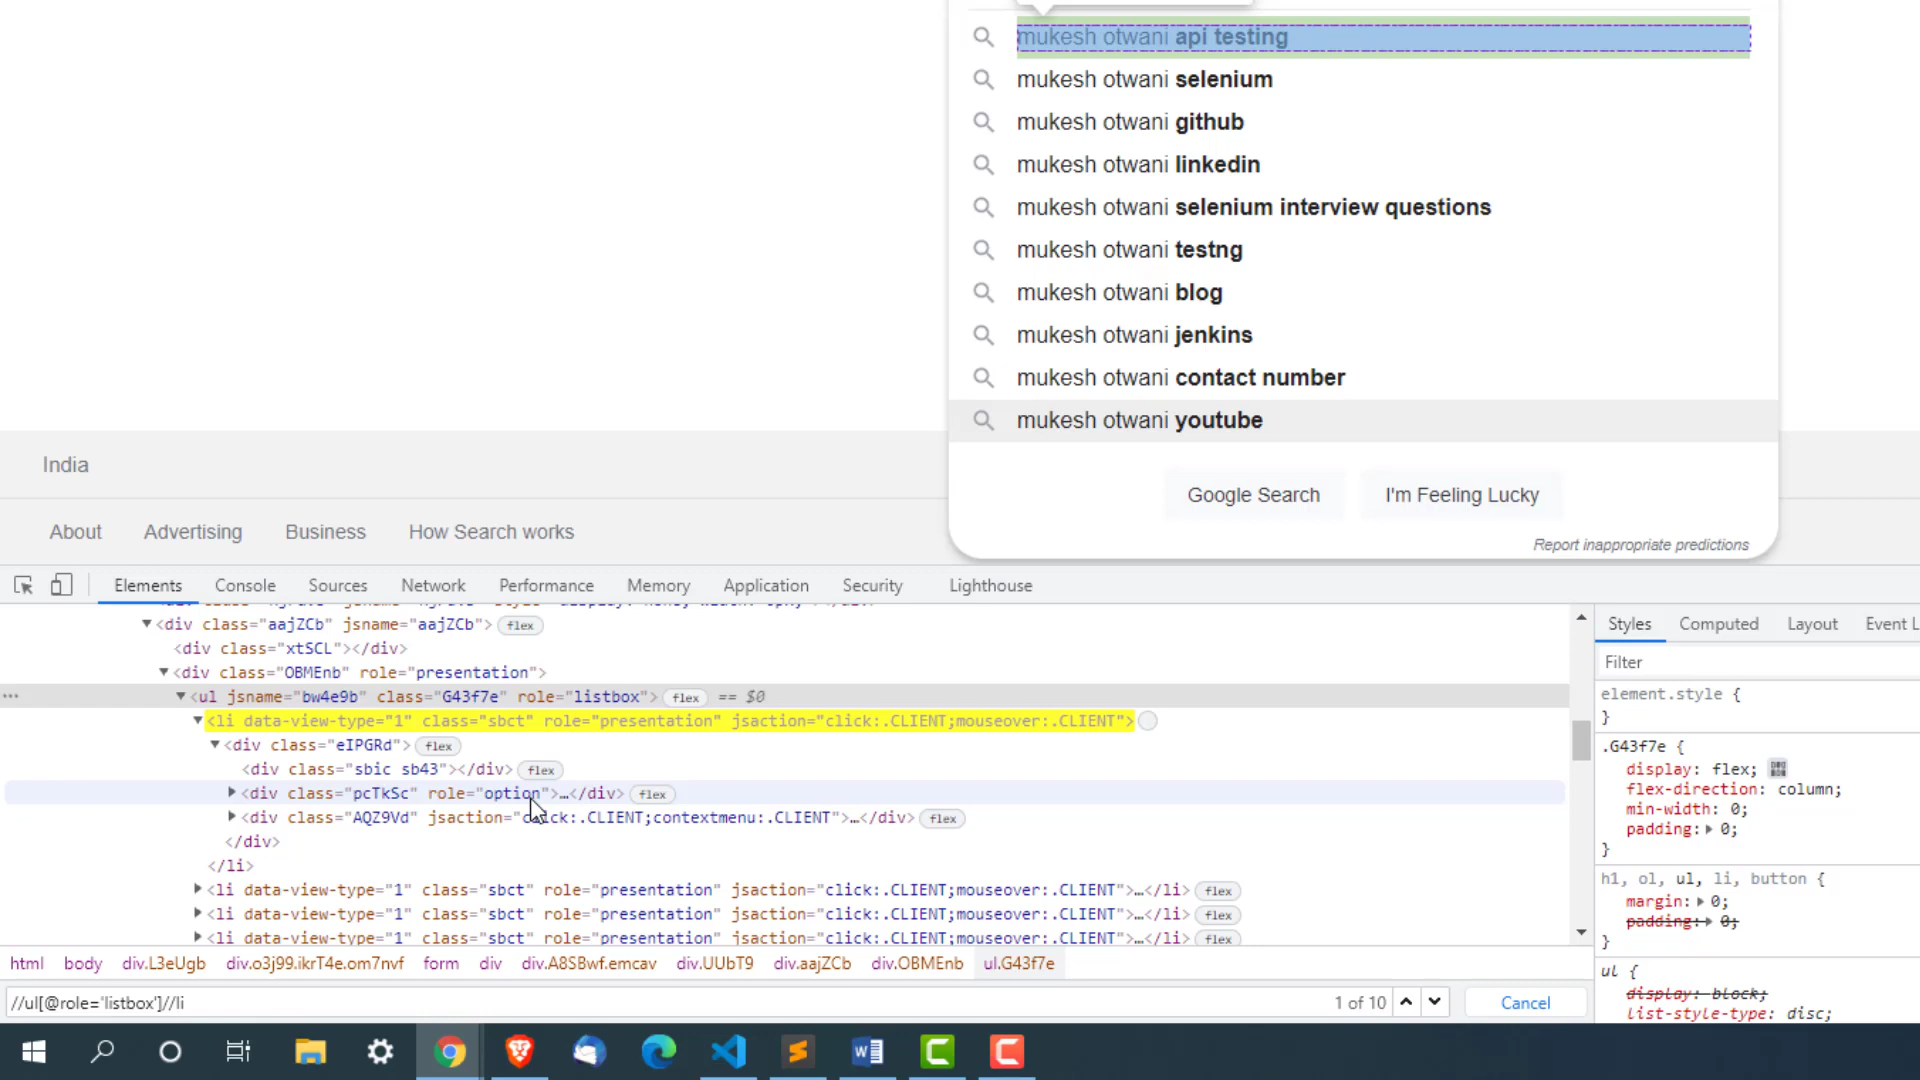 mukesh otwani api testing
mukesh otwani selenium
mukesh otwani github
mukesh otwani linkedin
mukesh otwani selenium interview questions
mukesh otwani testng
mukesh otwani blog
mukesh otwani jenkins
mukesh otwani contact number
mukesh otwani youtube
Google Search I'm Feeling Lucky
Report inappropriate predictions
India
About Advertising Business How Search works
Elements Console Sources Network Performance Memory Application Security Lighthouse
<div class="aajZCb" jsname="aajZCb"> flex
<div class="xtSCL"></div>
<div class="OBMEnb" role="presentation">
<ul jsname="bw4e9b" class="G43f7e" role="listbox"> flex == $0
<li data-view-type="1" class="sbct" role="presentation" jsaction="click:.CLIENT;mouseover:.CLIENT">
<div class="eIPGRd"> flex
<div class="sbic sb43"></div> flex
<div class="pcTkSc" role="option">…</div> flex
<div class="AQZ9Vd" jsaction="click:.CLIENT;contextmenu:.CLIENT">…</div> flex
</div>
</li>
<li data-view-type="1" class="sbct" role="presentation" jsaction="click:.CLIENT;mouseover:.CLIENT">…</li> flex
<li data-view-type="1" class="sbct" role="presentation" jsaction="click:.CLIENT;mouseover:.CLIENT">…</li> flex
<li data-view-type="1" class="sbct" role="presentation" jsaction="click:.CLIENT;mouseover:.CLIENT">…</li> flex
html body div.L3eUgb div.o3j99.ikrT4e.om7nvf form div div.A8SBwf.emcav div.UUbT9 div.aajZCb div.OBMEnb ul.G43f7e
//ul[@role='listbox']//li 1 of 10 Cancel
Styles Computed Layout Event L
Filter
element.style {
}
.G43f7e {
display: flex;
flex-direction: column;
min-width: 0;
padding: 0;
}
h1, ol, ul, li, button {
margin: 0;
padding: 0;
}
ul {
display: block;
list-style-type: disc;